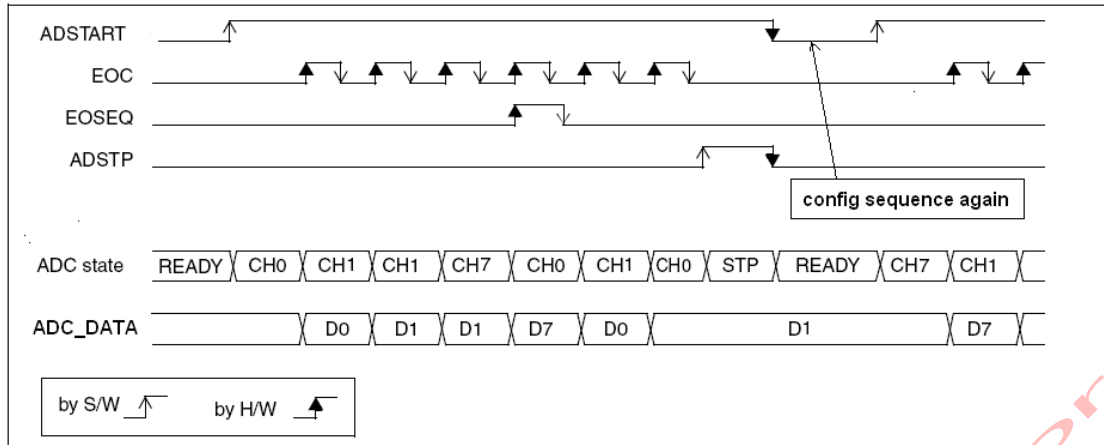 ADSTART
EOC
EOSEQ
ADSTP
config sequence again
ADC state READY CH0 CH1 CH1 CH7 CH0 CH1 CH0 STP READY CH7 CH1
ADC_DATA D0 D1 D1 D7 D0 D1 D7
by S/W by H/W